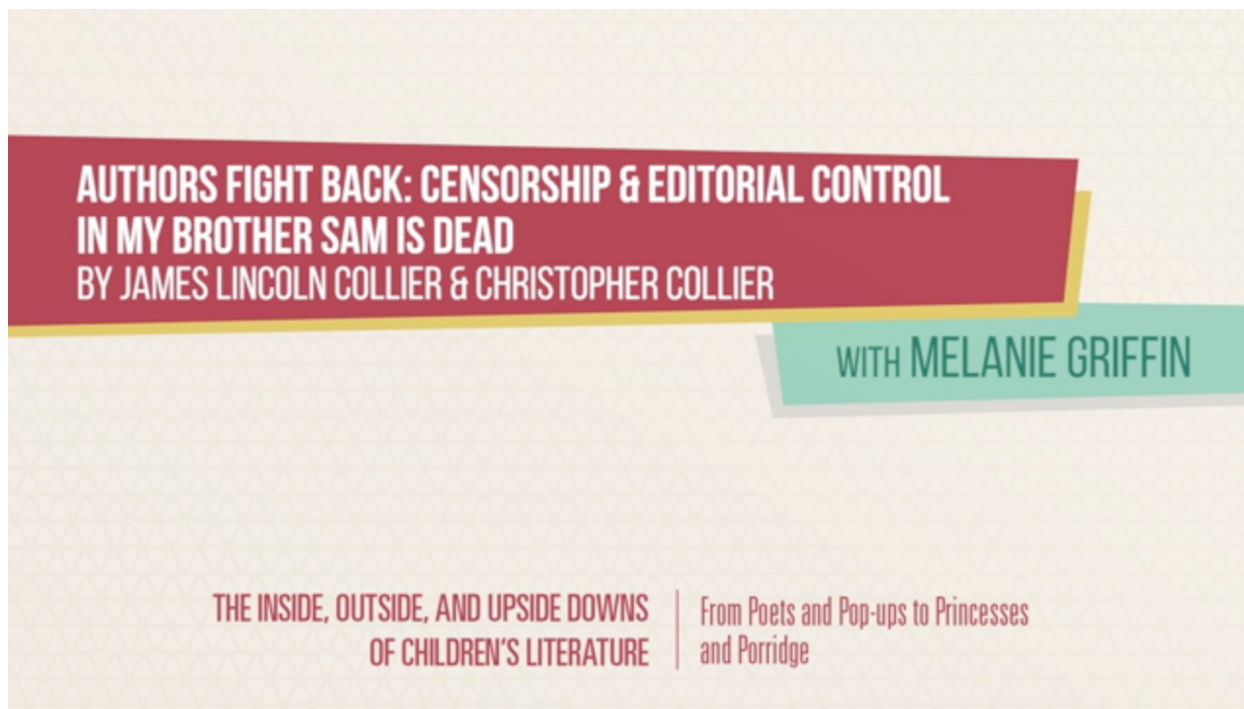 AUTHORS FIGHT BACK: CENSORSHIP & EDITORIAL CONTROL
IN MY BROTHER SAM IS DEAD
BY JAMES LINCOLN COLLIER & CHRISTOPHER COLLIER
WITH MELANIE GRIFFIN
THE INSIDE, OUTSIDE, AND UPSIDE DOWNS
OF CHILDREN'S LITERATURE
From Poets and Pop-ups to Princesses
and Porridge